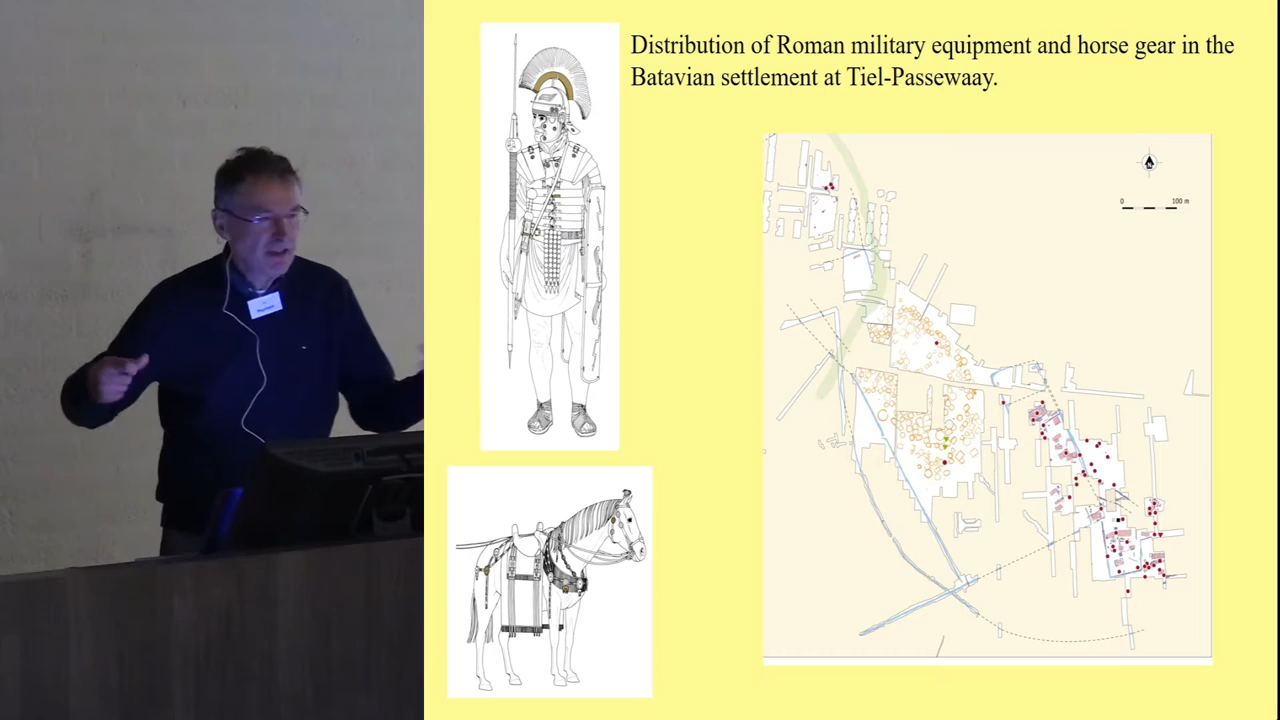 Distribution of Roman military equipment and horse gear in the
Batavian settlement at Tiel-Passewaay.
0 100 m